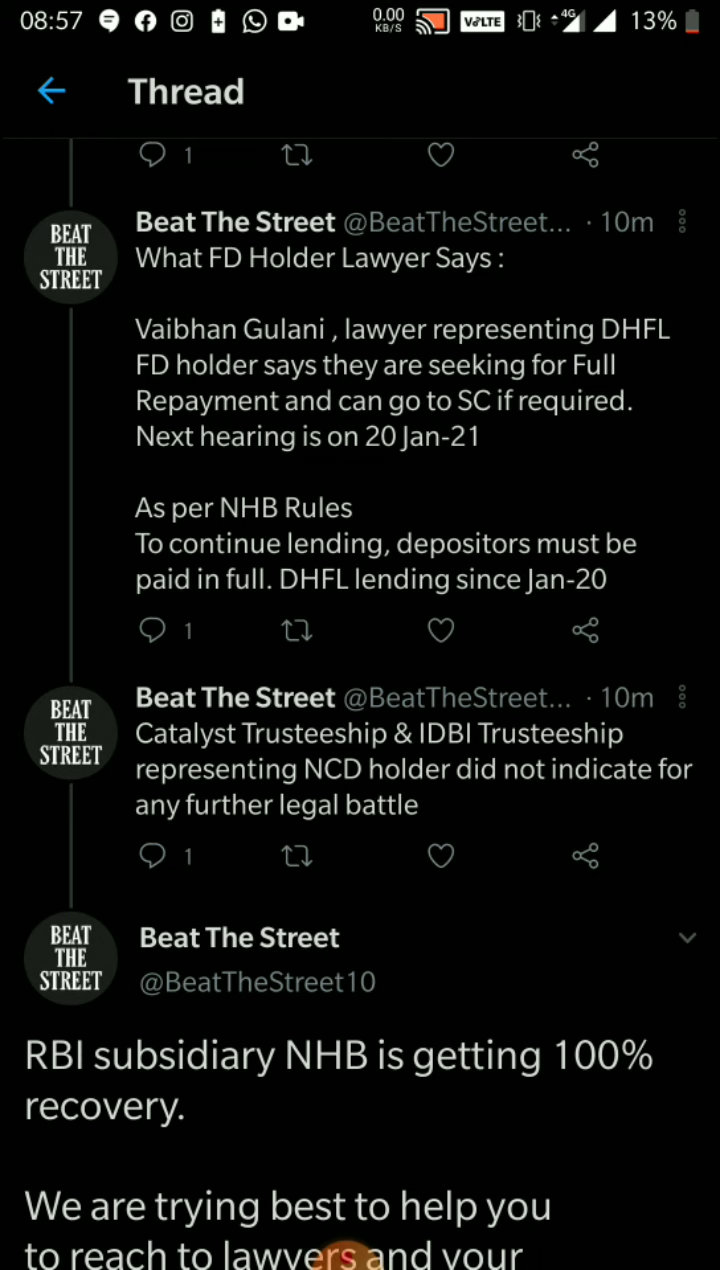 08:57
0.00
KB/S
VoLTE
4G
13%
Thread
1
BEAT
THE
STREET
Beat The Street @BeatTheStreet... · 10m
What FD Holder Lawyer Says :
Vaibhan Gulani , lawyer representing DHFL
FD holder says they are seeking for Full
Repayment and can go to SC if required.
Next hearing is on 20 Jan-21
As per NHB Rules
To continue lending, depositors must be
paid in full. DHFL lending since Jan-20
1
BEAT
THE
STREET
Beat The Street @BeatTheStreet... · 10m
Catalyst Trusteeship & IDBI Trusteeship
representing NCD holder did not indicate for
any further legal battle
1
BEAT
THE
STREET
Beat The Street
@BeatTheStreet10
RBI subsidiary NHB is getting 100%
recovery.
We are trying best to help you
to reach to lawyers and your